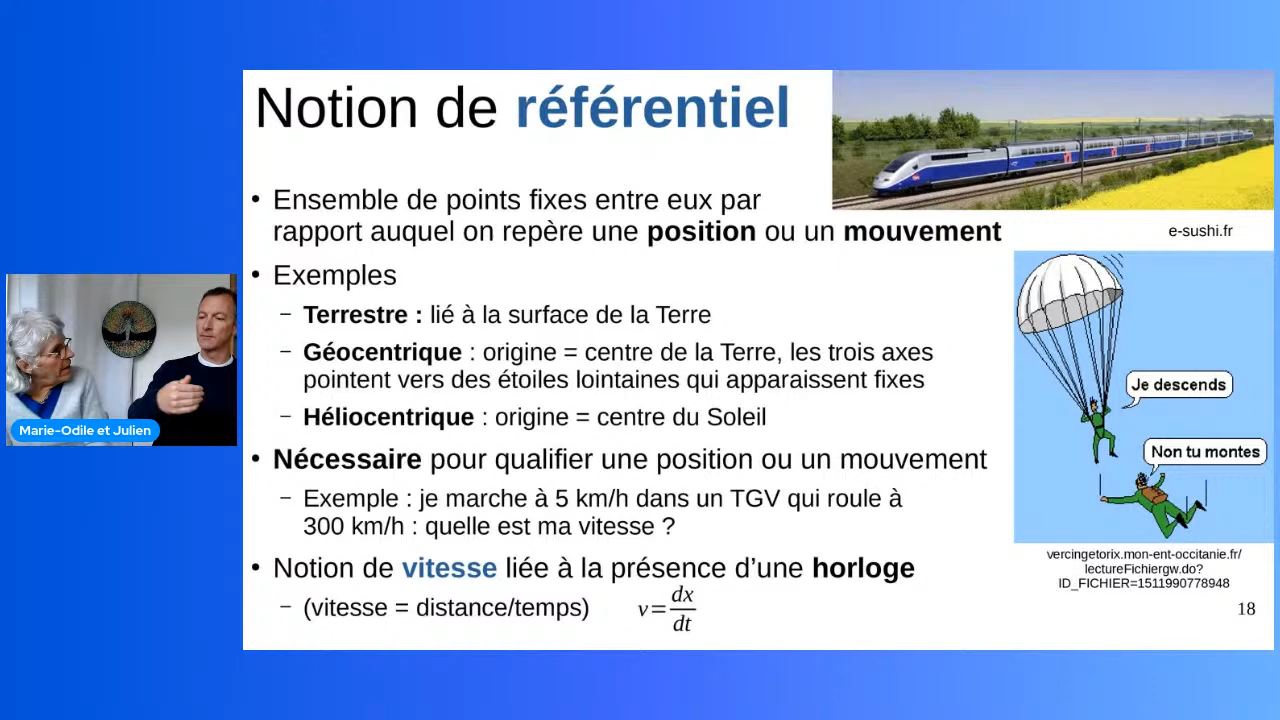 Notion de référentiel
• Ensemble de points fixes entre eux par
rapport auquel on repère une position ou un mouvement
e-sushi.fr
• Exemples
– Terrestre : lié à la surface de la Terre
– Géocentrique : origine = centre de la Terre, les trois axes
pointent vers des étoiles lointaines qui apparaissent fixes
– Héliocentrique : origine = centre du Soleil
Je descends
Non tu montes
• Nécessaire pour qualifier une position ou un mouvement
– Exemple : je marche à 5 km/h dans un TGV qui roule à
300 km/h : quelle est ma vitesse ?
vercingetorix.mon-ent-occitanie.fr/
lectureFichiergw.do?
ID_FICHIER=1511990778948
• Notion de vitesse liée à la présence d’une horloge
– (vitesse = distance/temps) v=dx/dt
18
Marie-Odile et Julien